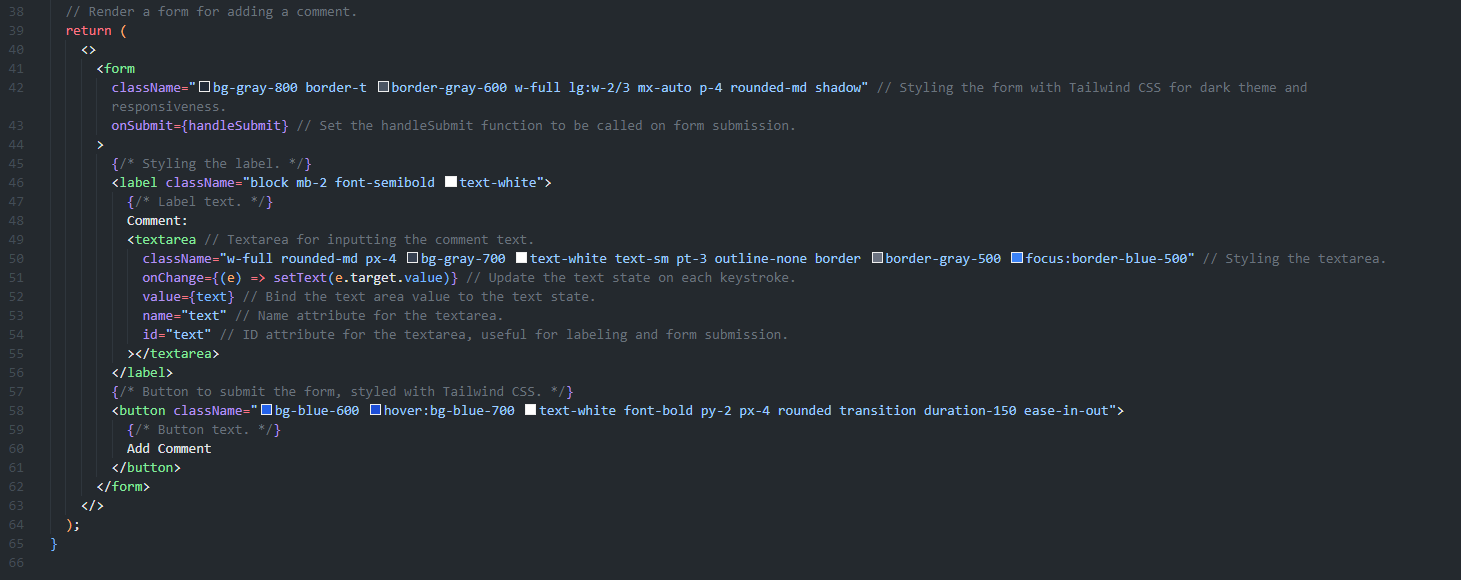 38 // Render a form for adding a comment.
39 return (
40 <>
41 <form
42 className="bg-gray-800 border-t border-gray-600 w-full lg:w-2/3 mx-auto p-4 rounded-md shadow" // Styling the form with Tailwind CSS for dark theme and
responsiveness.
43 onSubmit={handleSubmit} // Set the handleSubmit function to be called on form submission.
44 >
45 {/* Styling the label. */}
46 <label className="block mb-2 font-semibold text-white">
47 {/* Label text. */}
48 Comment:
49 <textarea // Textarea for inputting the comment text.
50 className="w-full rounded-md px-4 bg-gray-700 text-white text-sm pt-3 outline-none border border-gray-500 focus:border-blue-500" // Styling the textarea.
51 onChange={(e) => setText(e.target.value)} // Update the text state on each keystroke.
52 value={text} // Bind the text area value to the text state.
53 name="text" // Name attribute for the textarea.
54 id="text" // ID attribute for the textarea, useful for labeling and form submission.
55 ></textarea>
56 </label>
57 {/* Button to submit the form, styled with Tailwind CSS. */}
58 <button className="bg-blue-600 hover:bg-blue-700 text-white font-bold py-2 px-4 rounded transition duration-150 ease-in-out">
59 {/* Button text. */}
60 Add Comment
61 </button>
62 </form>
63 </>
64 );
65 }
66